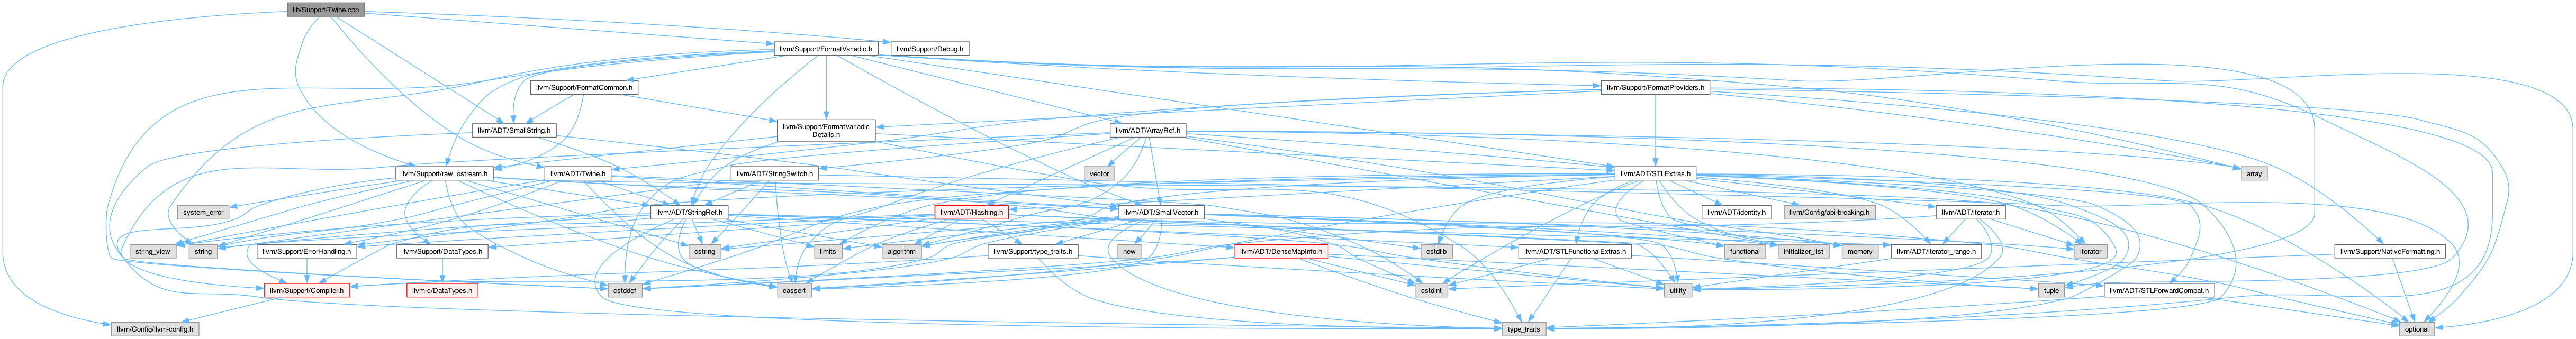 lib/Support/Twine.cpp
llvm/Support/FormatVariadic.h
llvm/Support/Debug.h
llvm/Support/FormatCommon.h
llvm/Support/FormatProviders.h
llvm/ADT/SmallString.h
llvm/Support/FormatVariadic
Details.h
llvm/ADT/ArrayRef.h
llvm/Support/raw_ostream.h
llvm/ADT/Twine.h
llvm/ADT/StringSwitch.h
vector
llvm/ADT/STLExtras.h
array
system_error
llvm/ADT/StringRef.h
llvm/ADT/Hashing.h
llvm/ADT/SmallVector.h
llvm/ADT/identity.h
llvm/Config/abi-breaking.h
llvm/ADT/iterator.h
string_view
string
llvm/Support/ErrorHandling.h
llvm/Support/DataTypes.h
cstring
limits
algorithm
llvm/Support/type_traits.h
new
llvm/ADT/DenseMapInfo.h
cstdlib
llvm/ADT/STLFunctionalExtras.h
functional
initializer_list
memory
llvm/ADT/iterator_range.h
iterator
llvm/Support/NativeFormatting.h
llvm/Support/Compiler.h
llvm-c/DataTypes.h
cstddef
cassert
cstdint
utility
tuple
llvm/ADT/STLForwardCompat.h
llvm/Config/llvm-config.h
type_traits
optional